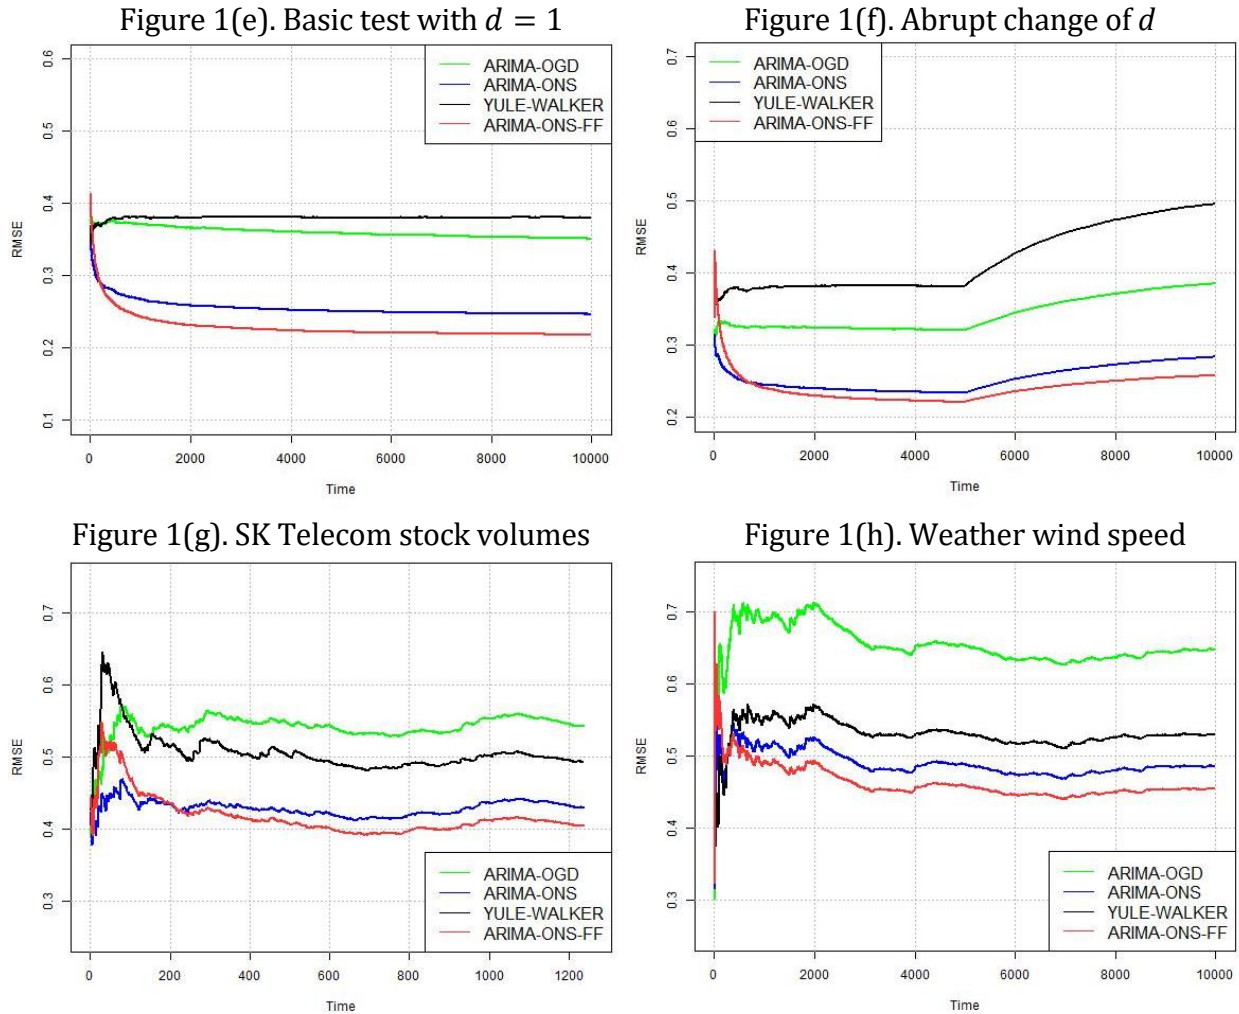 Figure 1(e). Basic test with d = 1
0.6
0.5
0.4
0.3
0.2
0.1
RMSE
ARIMA-OGD
ARIMA-ONS
YULE-WALKER
ARIMA-ONS-FF
0 2000 4000 6000 8000 10000
Time
Figure 1(f). Abrupt change of d
0.7
0.6
0.5
0.4
0.3
0.2
RMSE
ARIMA-OGD
ARIMA-ONS
YULE-WALKER
ARIMA-ONS-FF
0 2000 4000 6000 8000 10000
Time
Figure 1(g). SK Telecom stock volumes
0.7
0.6
0.5
0.4
0.3
RMSE
ARIMA-OGD
ARIMA-ONS
YULE-WALKER
ARIMA-ONS-FF
0 200 400 600 800 1000 1200
Time
Figure 1(h). Weather wind speed
0.7
0.6
0.5
0.4
0.3
RMSE
ARIMA-OGD
ARIMA-ONS
YULE-WALKER
ARIMA-ONS-FF
0 2000 4000 6000 8000 10000
Time